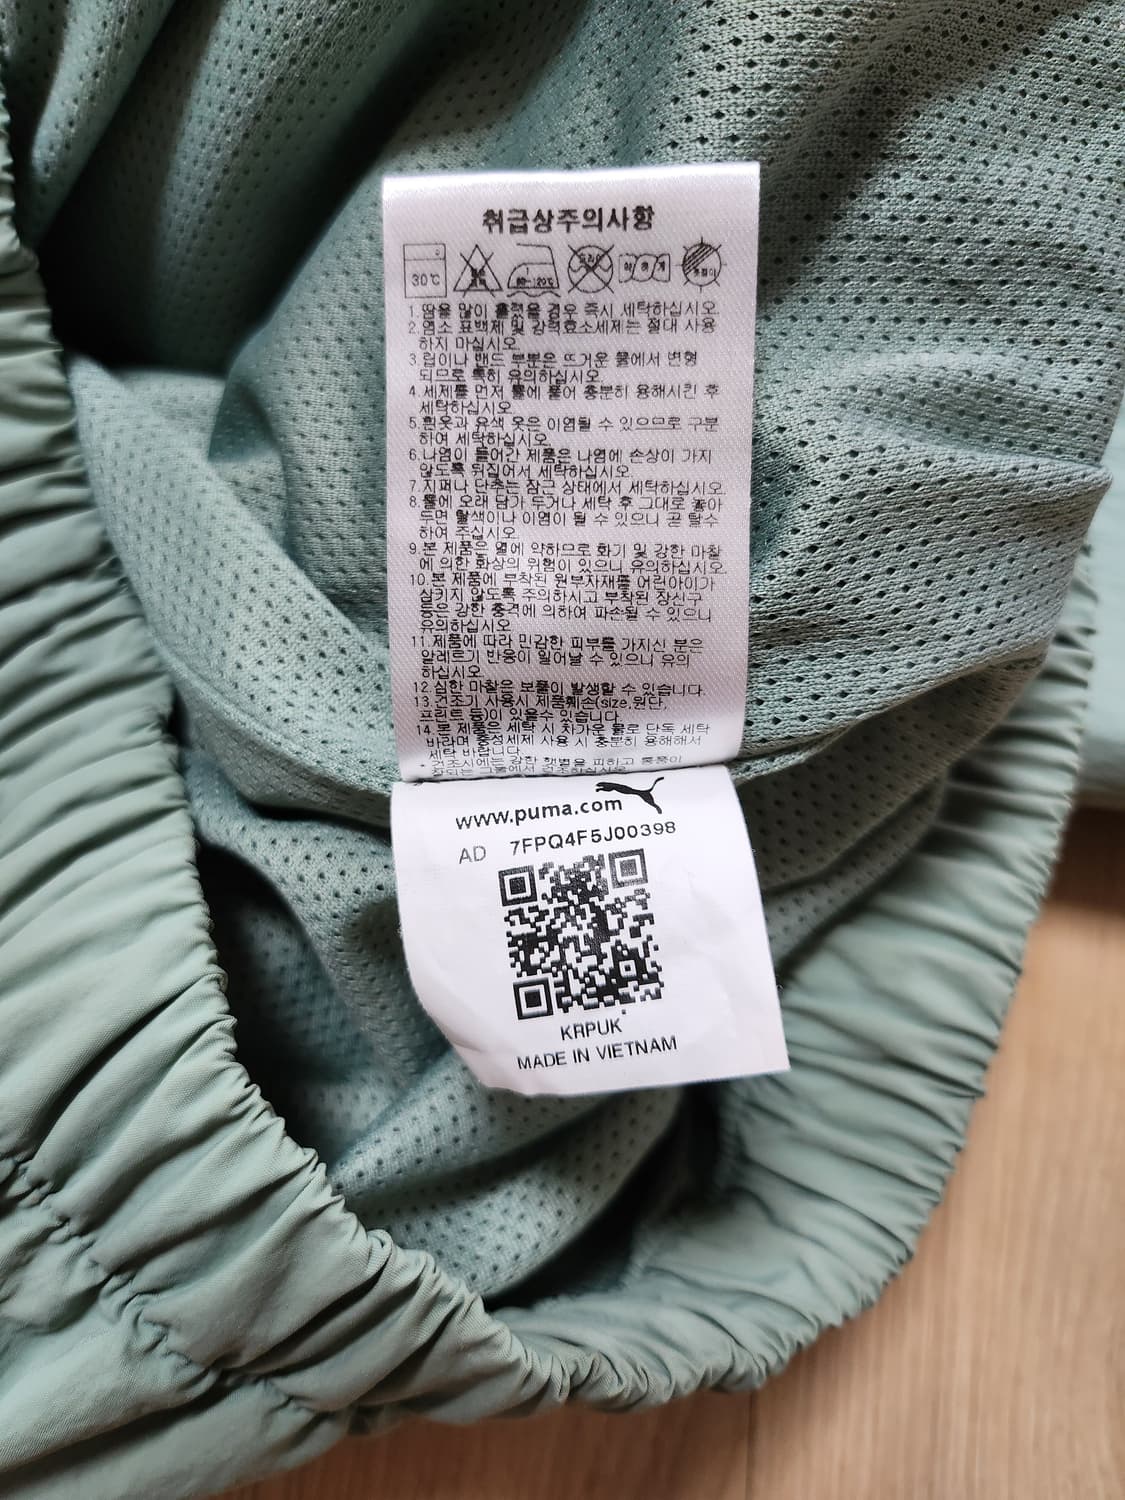 취급상주의사항
30℃
80~120℃
1.땀을 많이 흘렸을 경우 즉시 세탁하십시오.
2.염소 표백제 및 강력효소세제는 절대 사용
하지 마십시오.
3.립이나 밴드 부분은 뜨거운 물에서 변형
되므로 특히 유의하십시오.
4.세제를 먼저 물에 풀어 충분히 용해시킨 후
세탁하십시오.
5.흰옷과 유색 옷은 이염될 수 있으므로 구분
하여 세탁하십시오.
6.나염이 들어간 제품은 나염에 손상이 가지
않도록 뒤집어서 세탁하십시오.
7.지퍼나 단추는 잠근 상태에서 세탁하십시오.
8.물에 오래 담가 두거나 세탁 후 그대로 놓아
두면 탈색이나 이염이 될 수 있으니 곧 탈수
하여 주십시오.
9.본 제품은 열에 약하므로 화기 및 강한 마찰
에 의한 화상의 위험이 있으니 유의하십시오.
10.본 제품에 부착된 원부자재를 어린아이가
삼키지 않도록 주의하시고 부착된 장신구
등은 강한 충격에 의하여 파손될 수 있으니
유의하십시오.
11.제품에 따라 민감한 피부를 가지신 분은
알레르기 반응이 일어날 수 있으니 유의
하십시오.
12.심한 마찰은 보풀이 발생할 수 있습니다.
13.건조기 사용시 제품훼손(size,원단,
프린트 등)이 있을수 있습니다.
14.본 제품은 세탁 시 차가운 물로 단독 세탁
바라며 중성세제 사용 시 충분히 용해해서
세탁 바랍니다.
건조시에는 강한 햇볕을 피하고 통풍이
www.puma.com
AD 7FPQ4F5J00398
KRPUK
MADE IN VIETNAM